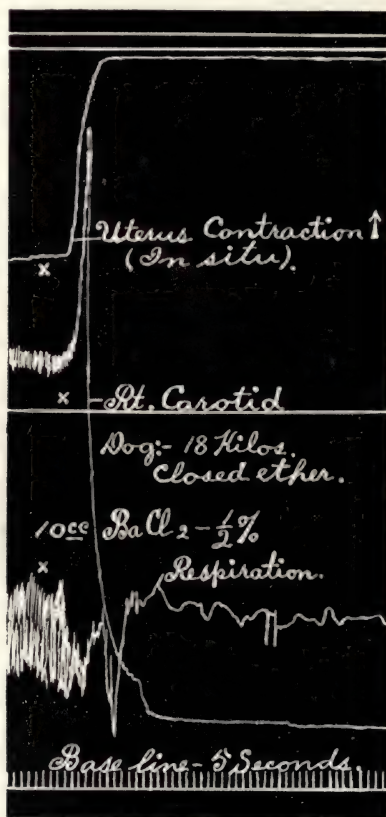 Uterus Contraction ↑
(In situ).
x
x - Rt. Carotid
Dog:- 18 Kilos.
Closed ether.
10cc BaCl2 - 1/2%
x
Respiration.
Base line - 5 Seconds.